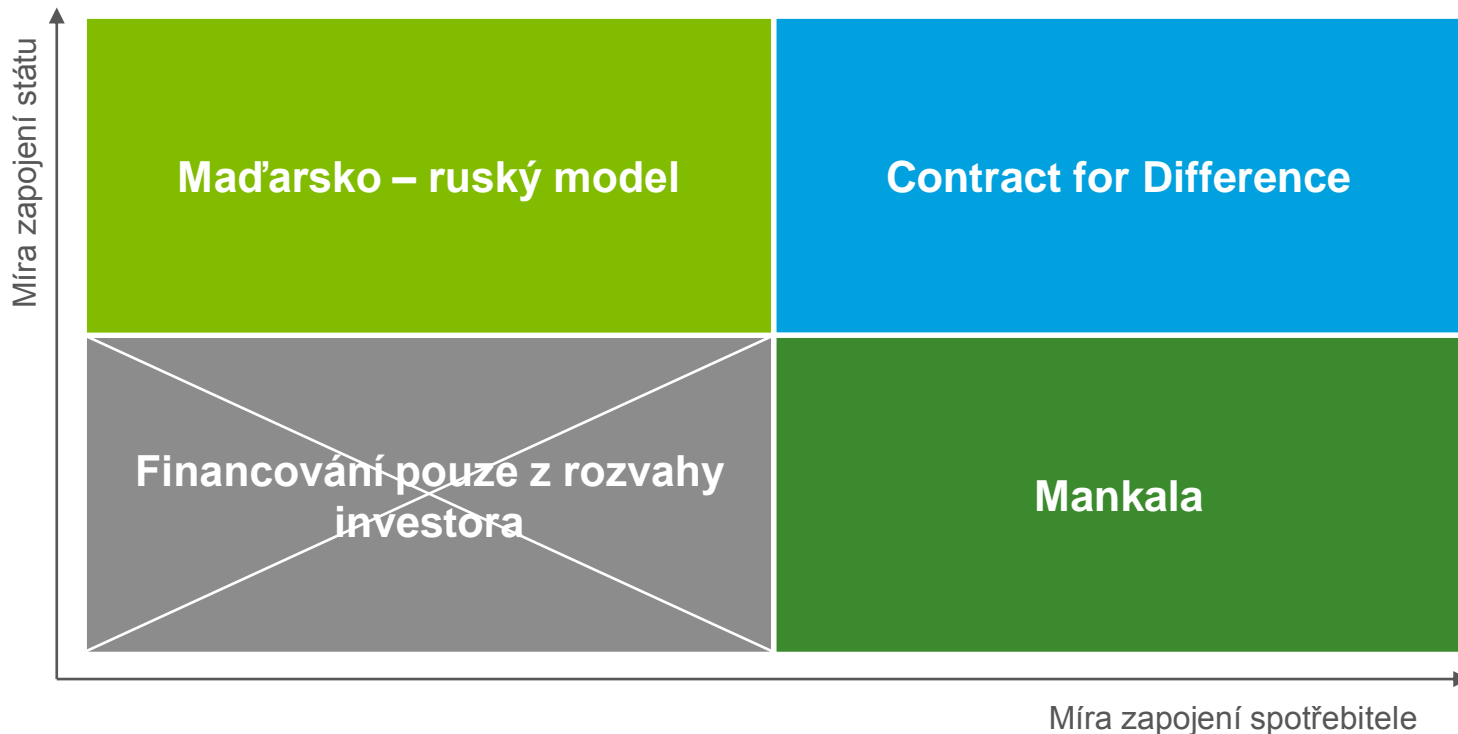 Míra zapojení státu
Maďarsko – ruský model
Contract for Difference
Financování pouze z rozvahy
investora
Mankala
Míra zapojení spotřebitele